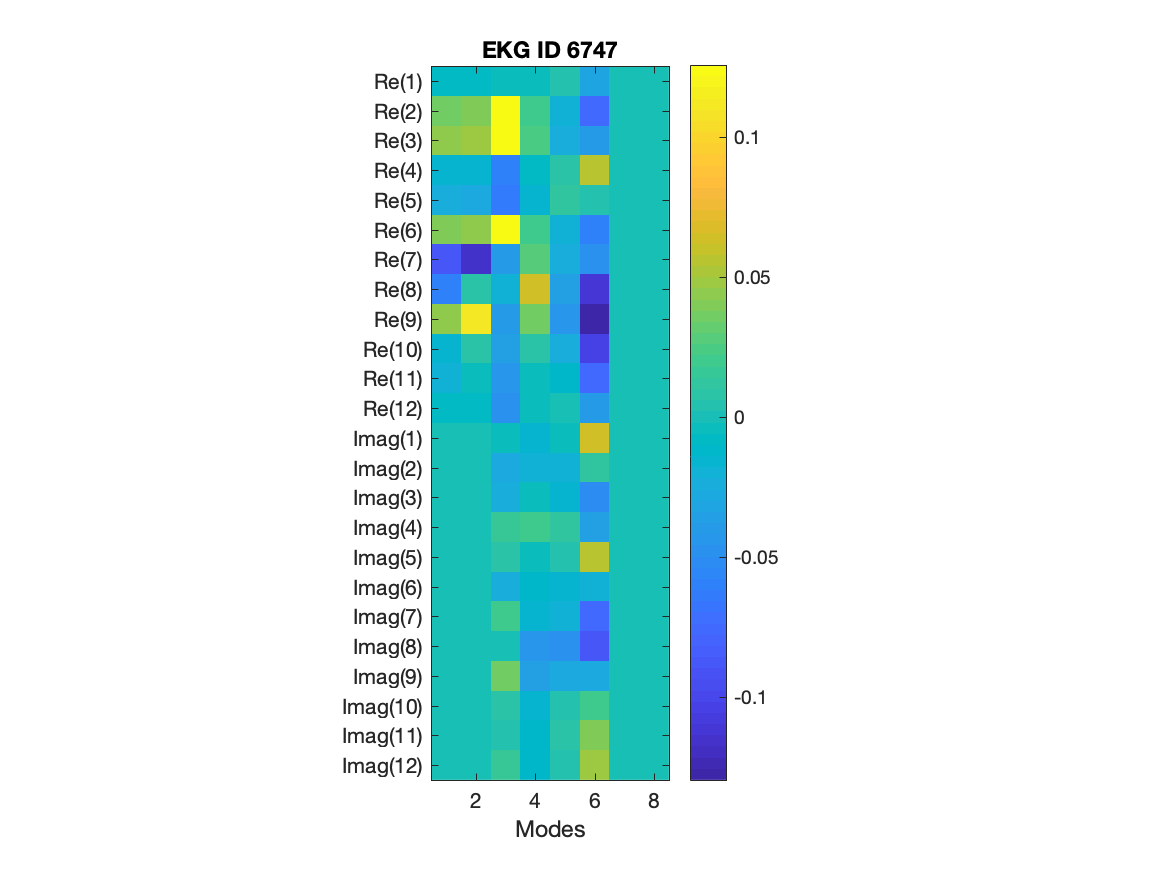 EKG ID 6747
Re(1)
Re(2)
Re(3)
Re(4)
Re(5)
Re(6)
Re(7)
Re(8)
Re(9)
Re(10)
Re(11)
Re(12)
Imag(1)
Imag(2)
Imag(3)
Imag(4)
Imag(5)
Imag(6)
Imag(7)
Imag(8)
Imag(9)
Imag(10)
Imag(11)
Imag(12)
2 4 6 8
Modes
0.1
0.05
0
-0.05
-0.1